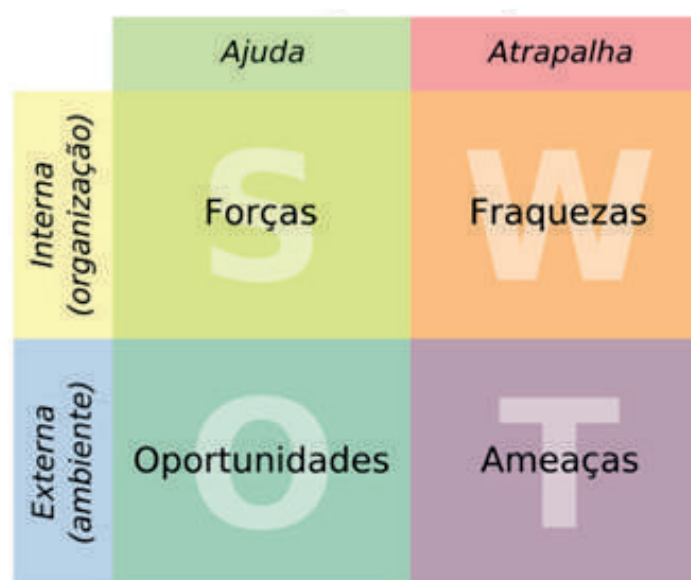 Ajuda
Atrapalha
Interna
(organização)
S
Forças
W
Fraquezas
Externa
(ambiente)
O
Oportunidades
T
Ameaças